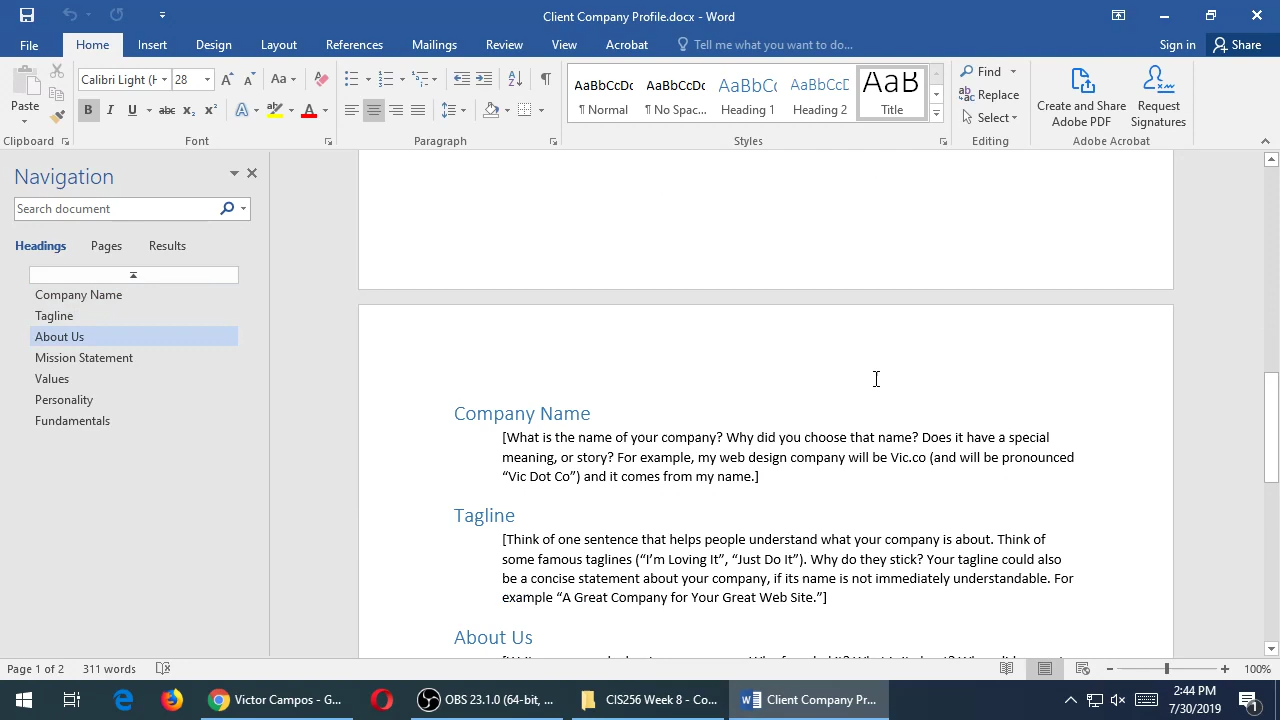 Client Company Profile.docx - Word
File Home Insert Design Layout References Mailings Review View Acrobat Tell me what you want to do... Sign in Share
Paste
Clipboard
Calibri Light (H 28
Aa
B I U abc X₂ X²
A A
Font
Paragraph
AaBbCcDc AaBbCcDc AaBbCc AaBbCcD AaB
¶ Normal ¶ No Spac... Heading 1 Heading 2 Title
Styles
Find
Replace
Select
Editing
Create and Share Adobe PDF
Request Signatures
Adobe Acrobat
Navigation
Search document
Headings Pages Results
Company Name
Tagline
About Us
Mission Statement
Values
Personality
Fundamentals
Company Name
[What is the name of your company? Why did you choose that name? Does it have a special
meaning, or story? For example, my web design company will be Vic.co (and will be pronounced
“Vic Dot Co”) and it comes from my name.]
Tagline
[Think of one sentence that helps people understand what your company is about. Think of
some famous taglines (“I’m Loving It”, “Just Do It”). Why do they stick? Your tagline could also
be a concise statement about your company, if its name is not immediately understandable. For
example “A Great Company for Your Great Web Site.”]
About Us
Page 1 of 2 311 words 100%
Victor Campos - G... OBS 23.1.0 (64-bit, ... CIS256 Week 8 - Co... Client Company Pr...
2:44 PM
7/30/2019
1